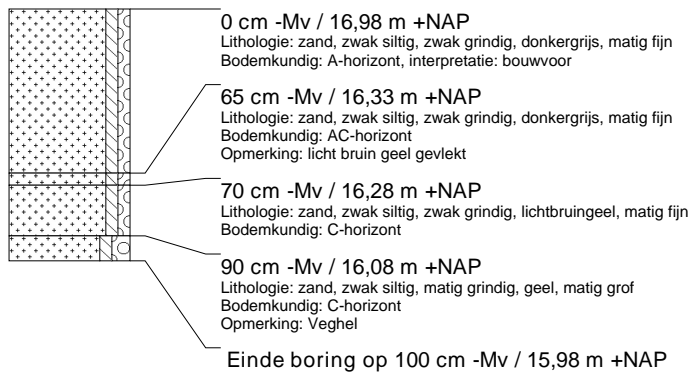 0 cm -Mv / 16,98 m +NAP
Lithologie: zand, zwak siltig, zwak grindig, donkergrijs, matig fijn
Bodemkundig: A-horizont, interpretatie: bouwvoor
65 cm -Mv / 16,33 m +NAP
Lithologie: zand, zwak siltig, zwak grindig, donkergrijs, matig fijn
Bodemkundig: AC-horizont
Opmerking: licht bruin geel gevlekt
70 cm -Mv / 16,28 m +NAP
Lithologie: zand, zwak siltig, zwak grindig, lichtbruingeel, matig fijn
Bodemkundig: C-horizont
90 cm -Mv / 16,08 m +NAP
Lithologie: zand, zwak siltig, matig grindig, geel, matig grof
Bodemkundig: C-horizont
Opmerking: Veghel
Einde boring op 100 cm -Mv / 15,98 m +NAP